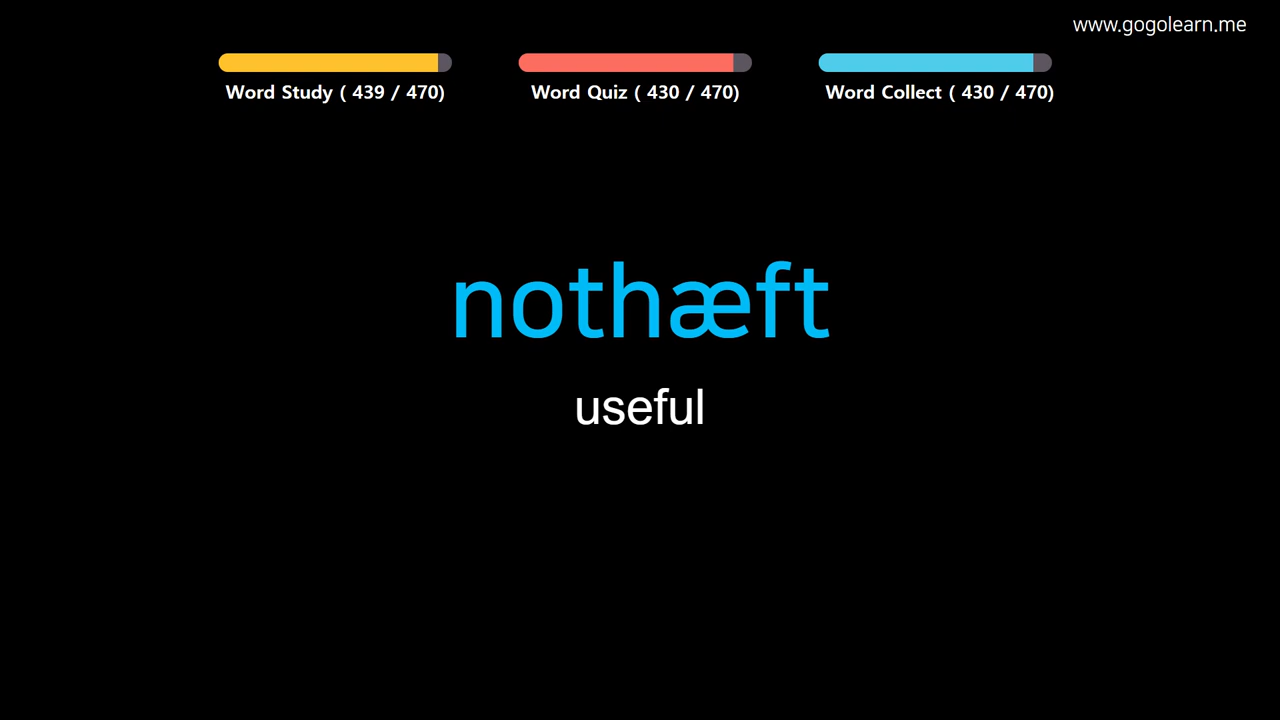 www.gogolearn.me
Word Study ( 439 / 470)
Word Quiz ( 430 / 470)
Word Collect ( 430 / 470)
nothæft
useful